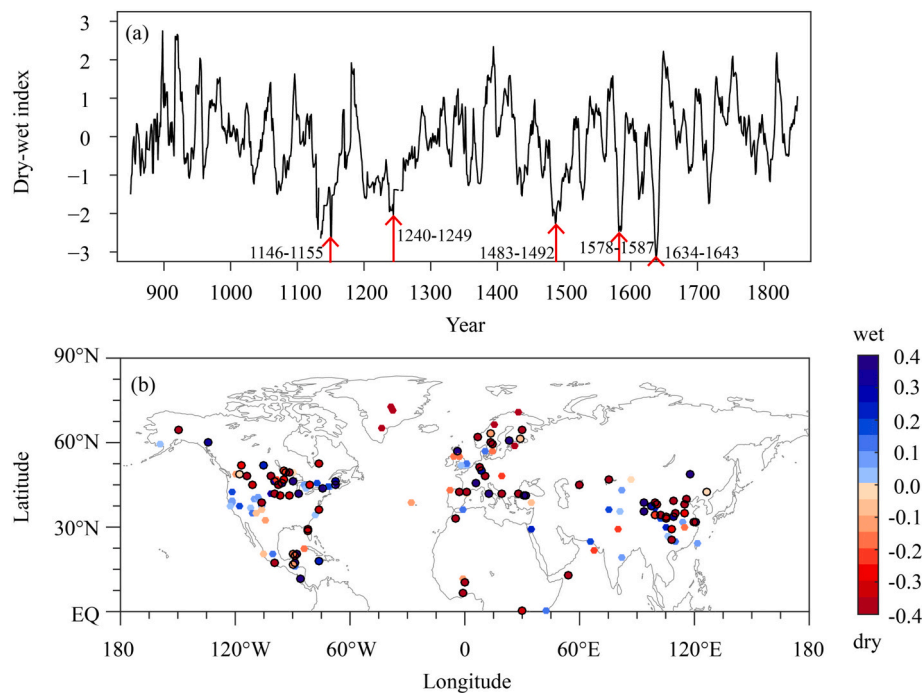 (a)
3
2
1
0
−1
−2
−3
Dry-wet index
1146-1155
1240-1249
1483-1492
1578-1587
1634-1643
900 1000 1100 1200 1300 1400 1500 1600 1700 1800
Year
(b)
90°N
60°N
30°N
EQ
Latitude
180 120°W 60°W 0 60°E 120°E 180
Longitude
wet
0.4
0.3
0.2
0.1
0.0
-0.1
-0.2
-0.3
-0.4
dry